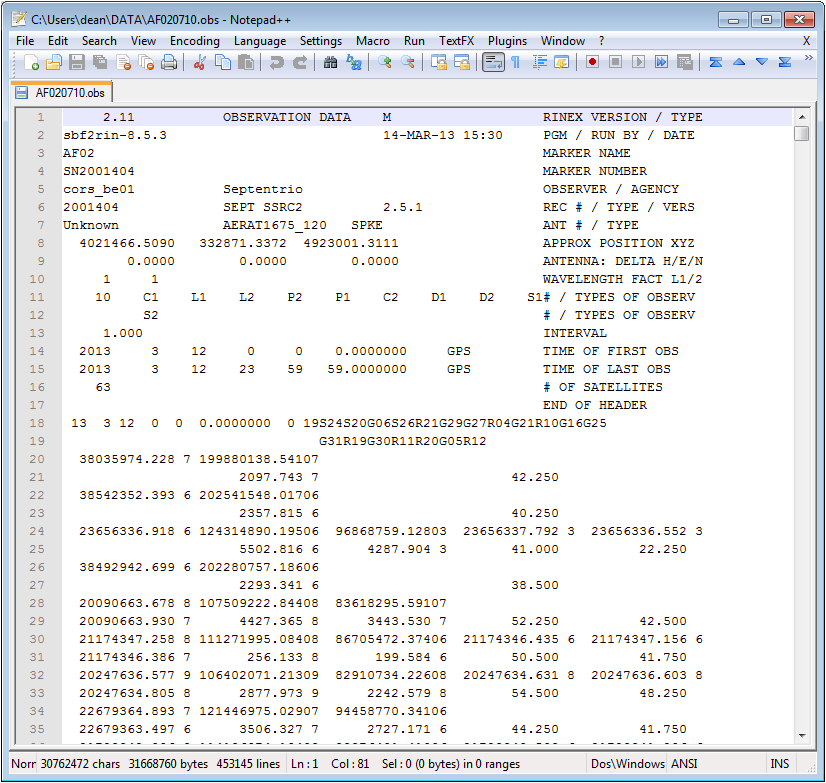 C:\Users\dean\DATA\AF020710.obs - Notepad++
File Edit Search View Encoding Language Settings Macro Run TextFX Plugins Window ? X
AF020710.obs
1 2.11 OBSERVATION DATA M RINEX VERSION / TYPE
2 sbf2rin-8.5.3 14-MAR-13 15:30 PGM / RUN BY / DATE
3 AF02 MARKER NAME
4 SN2001404 MARKER NUMBER
5 cors_be01 Septentrio OBSERVER / AGENCY
6 2001404 SEPT SSRC2 2.5.1 REC # / TYPE / VERS
7 Unknown AERAT1675_120 SPKE ANT # / TYPE
8 4021466.5090 332871.3372 4923001.3111 APPROX POSITION XYZ
9 0.0000 0.0000 0.0000 ANTENNA: DELTA H/E/N
10 1 1 WAVELENGTH FACT L1/2
11 10 C1 L1 L2 P2 P1 C2 D1 D2 S1# / TYPES OF OBSERV
12 S2 # / TYPES OF OBSERV
13 1.000 INTERVAL
14 2013 3 12 0 0 0.0000000 GPS TIME OF FIRST OBS
15 2013 3 12 23 59 59.0000000 GPS TIME OF LAST OBS
16 63 # OF SATELLITES
17 END OF HEADER
18 13 3 12 0 0 0.0000000 0 19S24S20G06S26R21G29G27R04G21R10G16G25
19 G31R19G30R11R20G05R12
20 38035974.228 7 199880138.54107
21 2097.743 7 42.250
22 38542352.393 6 202541548.01706
23 2357.815 6 40.250
24 23656336.918 6 124314890.19506 96868759.12803 23656337.792 3 23656336.552 3
25 5502.816 6 4287.904 3 41.000 22.250
26 38492942.699 6 202280757.18606
27 2293.341 6 38.500
28 20090663.678 8 107509222.84408 83618295.59107
29 20090663.930 7 4427.365 8 3443.530 7 52.250 42.500
30 21174347.258 8 111271995.08408 86705472.37406 21174346.435 6 21174347.156 6
31 21174346.386 7 256.133 8 199.584 6 50.500 41.750
32 20247636.577 9 106402071.21309 82910734.22608 20247634.631 8 20247636.603 8
33 20247634.805 8 2877.973 9 2242.579 8 54.500 48.250
34 22679364.893 7 121446975.02907 94458770.34106
35 22679363.497 6 3506.327 7 2727.171 6 44.250 41.750
Norr 30762472 chars 31668760 bytes 453145 lines Ln : 1 Col : 81 Sel : 0 (0 bytes) in 0 ranges Dos\Windows ANSI INS